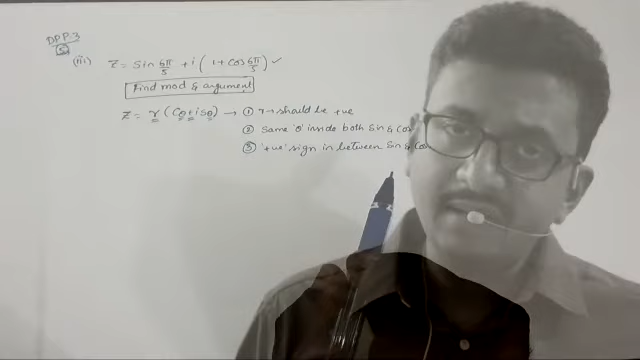 DPP.3
5
(iii) z = Sin 6π/5 + i ( 1+ Cos 6π/5 ) ✓
Find mod & argument
z = r ( Cosθ + i sinθ ) → ① r → should be +ve
② same 'θ' inside both Sin & Cos
③ '+ve' sign in between Sin & Cos